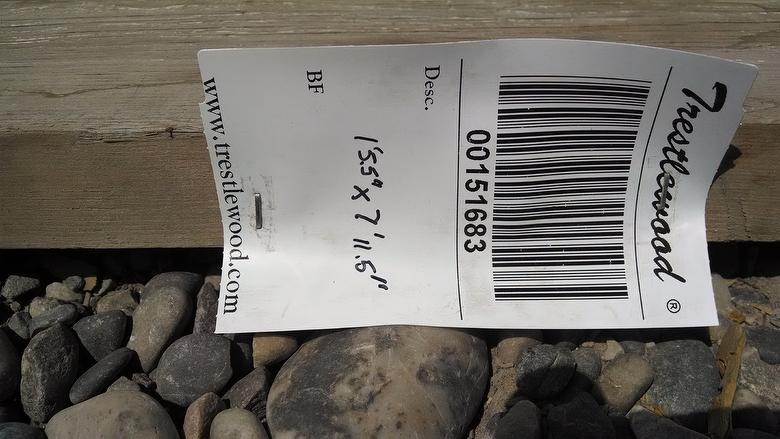 Trestlewood ®
00151683
Desc.
1'5.5" x 7' 11.5"
BF
www.trestlewood.com